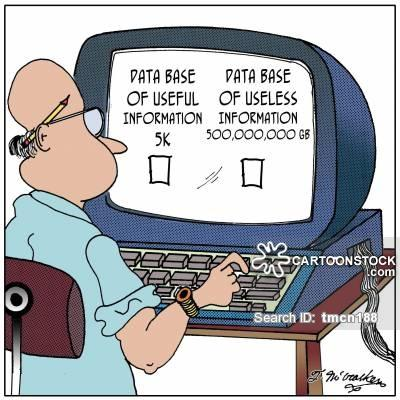 DATA BASE
OF USEFUL
INFORMATION
5K
DATA BASE
OF USELESS
INFORMATION
500,000,000 GB
CARTOONSTOCK
.com
Search ID: tmcn188